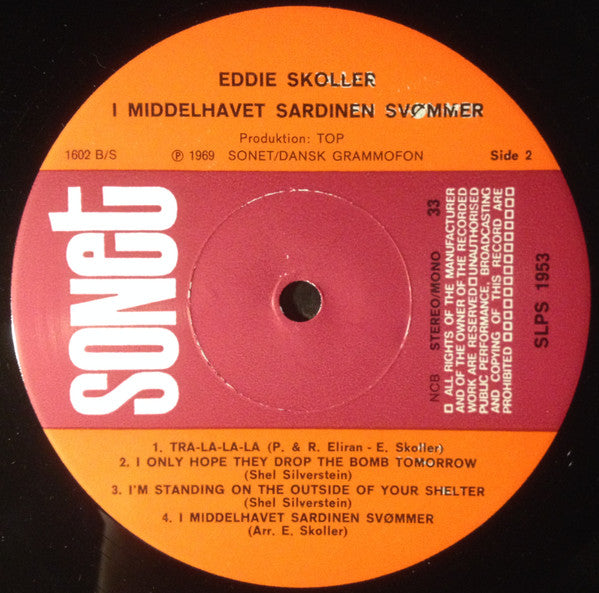 EDDIE SKOLLER
I MIDDELHAVET SARDINEN SVØMMER
Produktion: TOP
1602 B/S ℗ 1969 SONET/DANSK GRAMMOFON Side 2
sonet
NCB STEREO/MONO 33
ALL RIGHTS OF THE MANUFACTURER
AND OF THE OWNER OF THE RECORDED
WORK ARE RESERVED UNAUTHORISED
PUBLIC PERFORMANCE, BROADCASTING
AND COPYING OF THIS RECORD ARE
PROHIBITED
SLPS 1953
1. TRA-LA-LA-LA (P. & R. Eliran - E. Skoller)
2. I ONLY HOPE THEY DROP THE BOMB TOMORROW
(Shel Silverstein)
3. I'M STANDING ON THE OUTSIDE OF YOUR SHELTER
(Shel Silverstein)
4. I MIDDELHAVET SARDINEN SVØMMER
(Arr. E. Skoller)